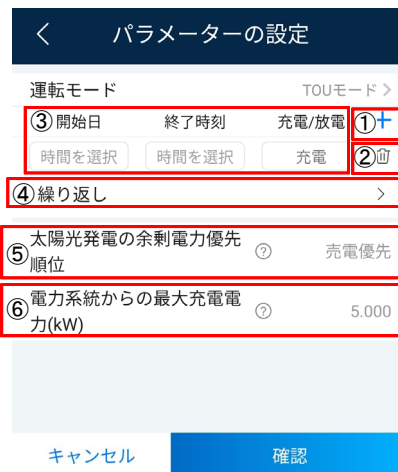 パラメーターの設定
運転モード TOUモード
③ 開始日 終了時刻 充電/放電 ①+
時間を選択 時間を選択 充電 ②
④ 繰り返し
⑤ 太陽光発電の余剰電力優先 ? 売電優先
順位
⑥ 電力系統からの最大充電電 ? 5.000
力(kW)
キャンセル 確認